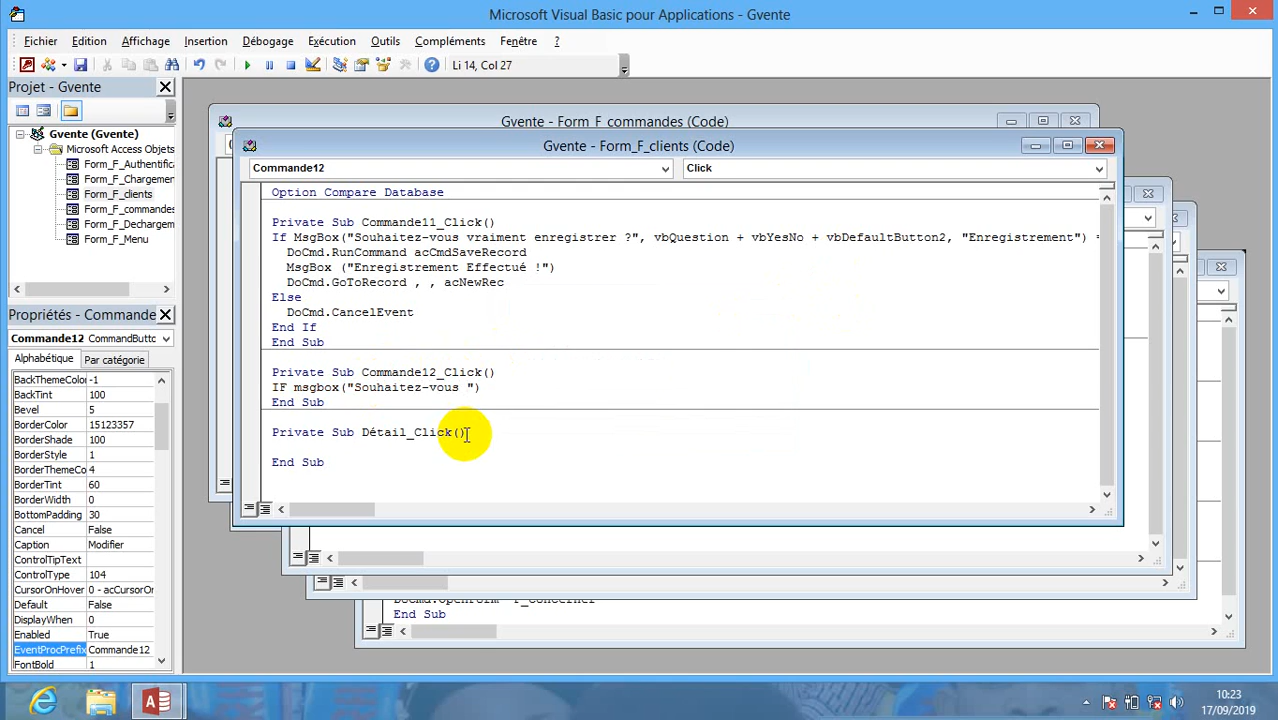 Microsoft Visual Basic pour Applications - Gvente
Fichier Edition Affichage Insertion Débogage Exécution Outils Compléments Fenêtre ?
Li 14, Col 27
Projet - Gvente
Gvente (Gvente)
Microsoft Access Objets
Form_F_Authentific
Form_F_Chargemen
Form_F_clients
Form_F_commandes
Form_F_Dechargem
Form_F_Menu
Propriétés - Commande
Commande12 CommandButto
Alphabétique Par catégorie
BackThemeColor -1
BackTint 100
Bevel 5
BorderColor 15123357
BorderShade 100
BorderStyle 1
BorderThemeCo 4
BorderTint 60
BorderWidth 0
BottomPadding 30
Cancel False
Caption Modifier
ControlTipText
ControlType 104
CursorOnHover 0 - acCursorOn
Default False
DisplayWhen 0
Enabled True
EventProcPrefix Commande12
FontBold 1
Gvente - Form_F_commandes (Code)
Gvente - Form_F_clients (Code)
Commande12 Click
Option Compare Database
Private Sub Commande11_Click()
If MsgBox("Souhaitez-vous vraiment enregistrer ?", vbQuestion + vbYesNo + vbDefaultButton2, "Enregistrement") =
DoCmd.RunCommand acCmdSaveRecord
MsgBox ("Enregistrement Effectué !")
DoCmd.GoToRecord , , acNewRec
Else
DoCmd.CancelEvent
End If
End Sub
Private Sub Commande12_Click()
IF msgbox("Souhaitez-vous ")
End Sub
Private Sub Détail_Click()
End Sub
End Sub
10:23
17/09/2019